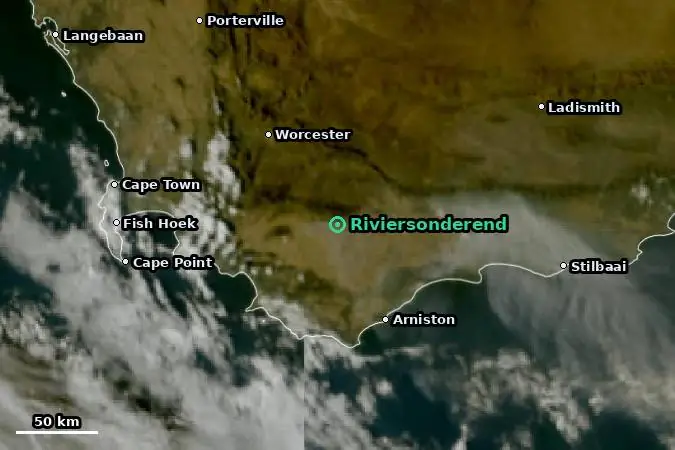 Porterville
Langebaan
Ladismith
Worcester
Cape Town
Fish Hoek
Riviersonderend
Cape Point
Stilbaai
Arniston
50 km